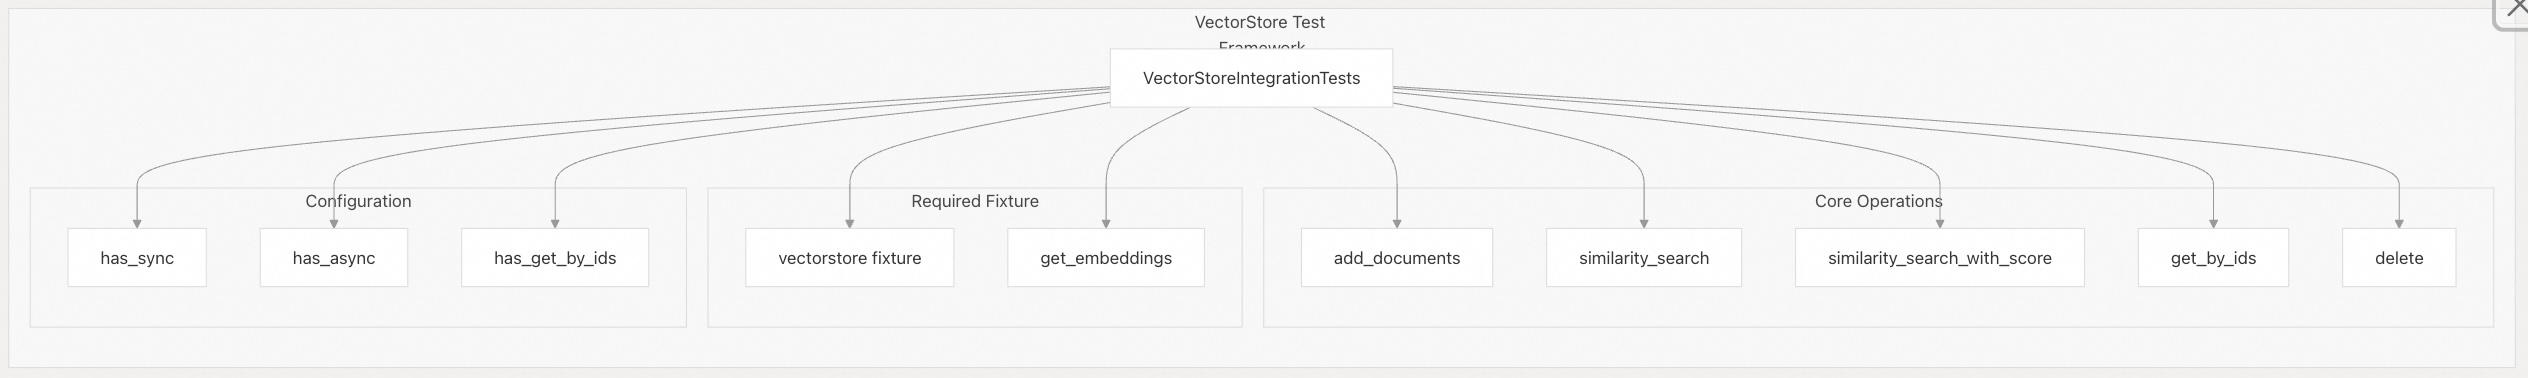 VectorStore Test
Framework
VectorStoreIntegrationTests
Configuration
Required Fixture
Core Operations
has_sync
has_async
has_get_by_ids
vectorstore fixture
get_embeddings
add_documents
similarity_search
similarity_search_with_score
get_by_ids
delete